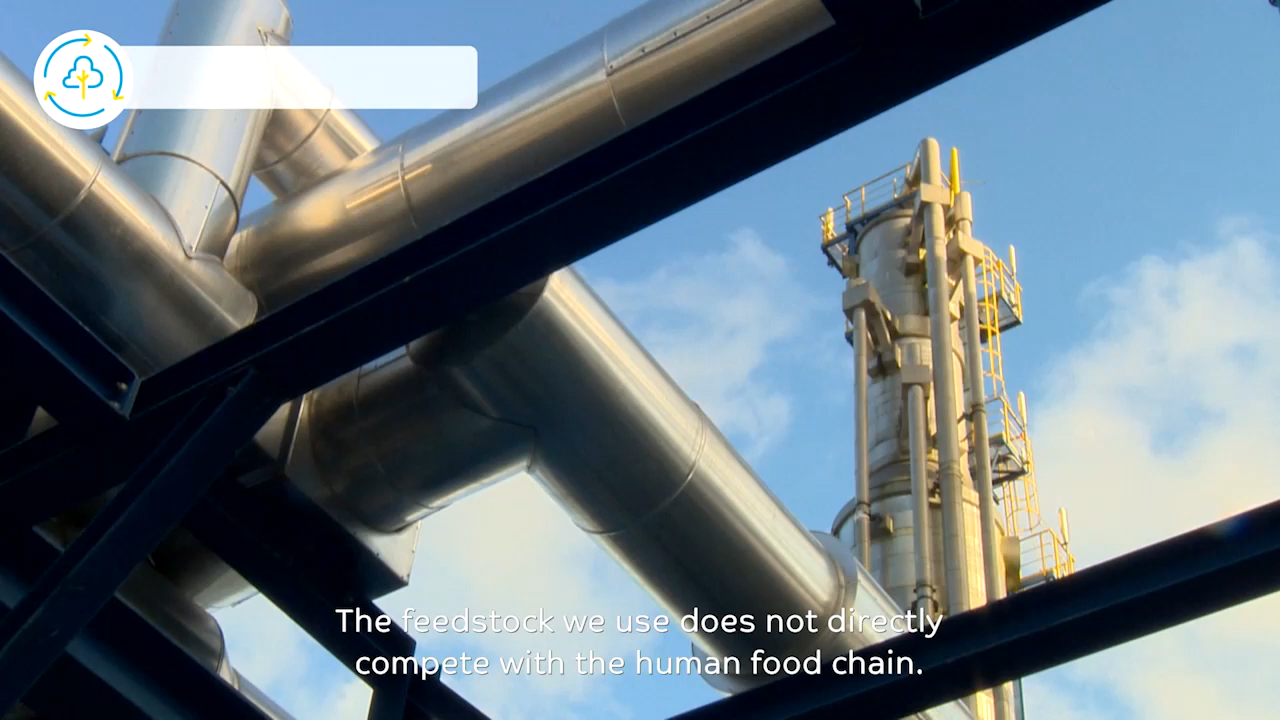 The feedstock we use does not directly
compete with the human food chain.